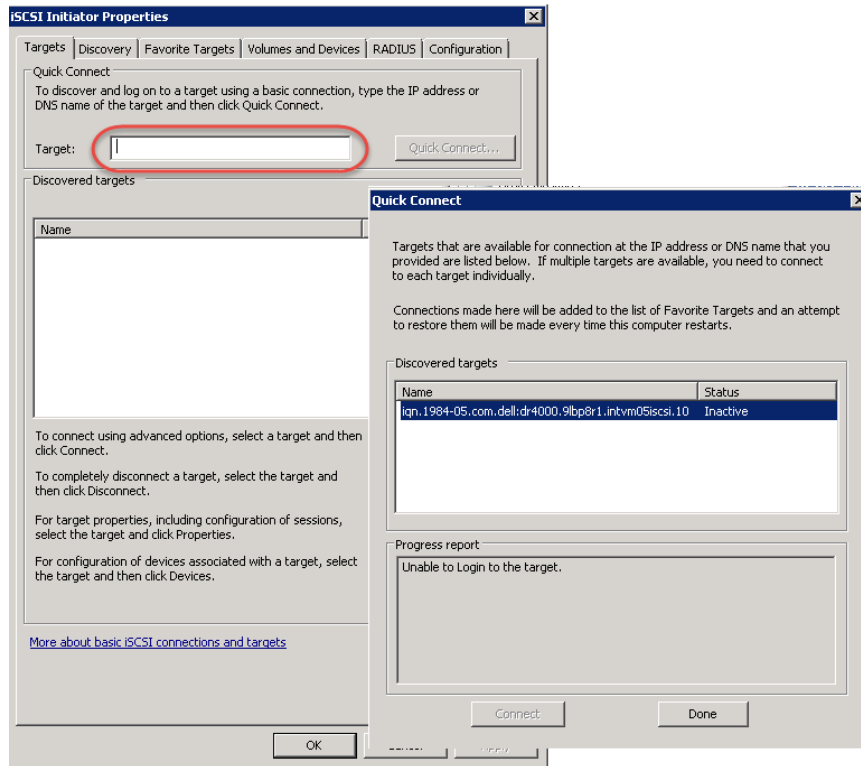 iSCSI Initiator Properties
Targets Discovery Favorite Targets Volumes and Devices RADIUS Configuration
Quick Connect
To discover and log on to a target using a basic connection, type the IP address or
DNS name of the target and then click Quick Connect.
Target:
Quick Connect...
Discovered targets
Name
To connect using advanced options, select a target and then
click Connect.
To completely disconnect a target, select the target and
then click Disconnect.
For target properties, including configuration of sessions,
select the target and click Properties.
For configuration of devices associated with a target, select
the target and then click Devices.
More about basic iSCSI connections and targets
OK
Quick Connect
Targets that are available for connection at the IP address or DNS name that you
provided are listed below. If multiple targets are available, you need to connect
to each target individually.
Connections made here will be added to the list of Favorite Targets and an attempt
to restore them will be made every time this computer restarts.
Discovered targets
Name Status
iqn.1984-05.com.dell:dr4000.9lbp8r1.intvm05iscsi.10 Inactive
Progress report
Unable to Login to the target.
Connect Done